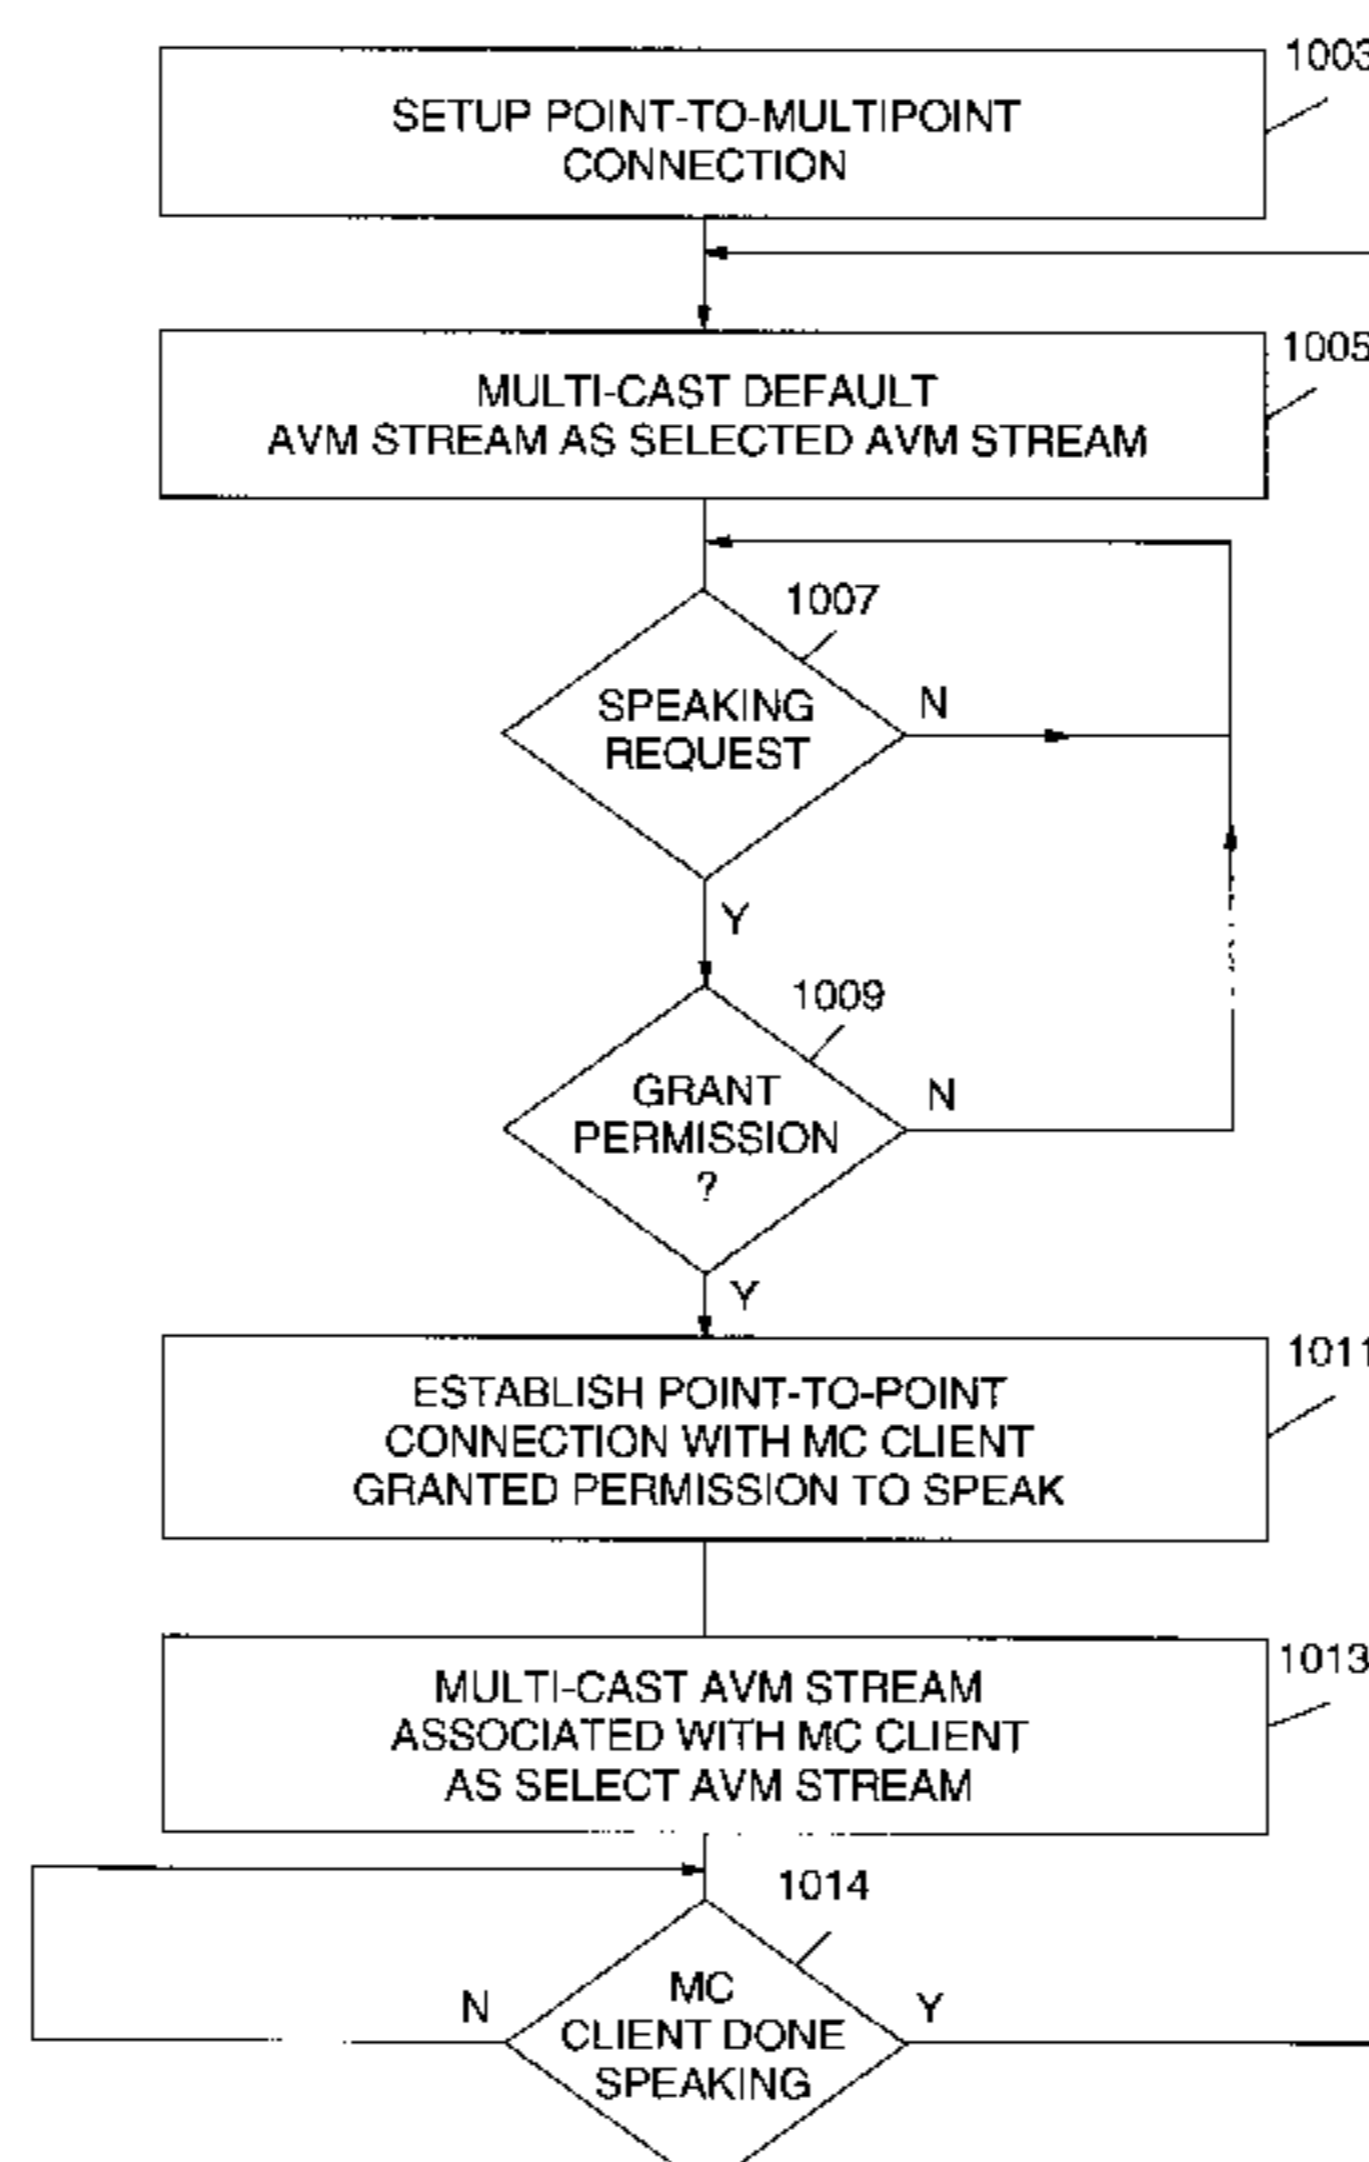 1003
SETUP POINT-TO-MULTIPOINT
CONNECTION
1005
MULTI-CAST DEFAULT
AVM STREAM AS SELECTED AVM STREAM
1007
SPEAKING
REQUEST
N
Y
1009
GRANT
PERMISSION
?
N
Y
1011
ESTABLISH POINT-TO-POINT
CONNECTION WITH MC CLIENT
GRANTED PERMISSION TO SPEAK
1013
MULTI-CAST AVM STREAM
ASSOCIATED WITH MC CLIENT
AS SELECT AVM STREAM
1014
N
MC
CLIENT DONE
SPEAKING
Y